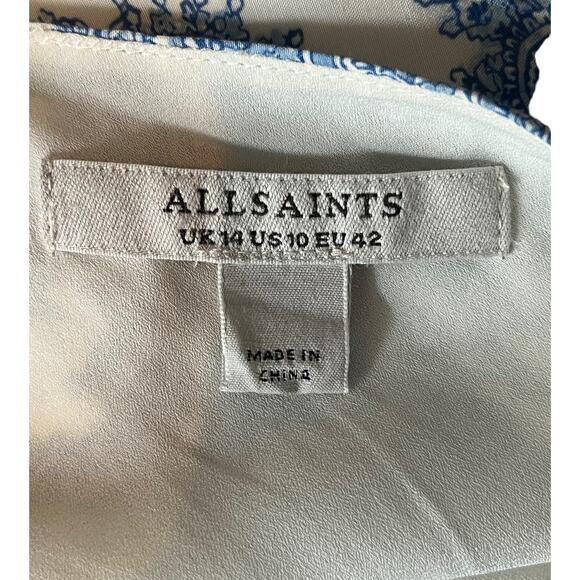 ALLSAINTS
UK 14 US 10 EU 42
MADE IN
CHINA